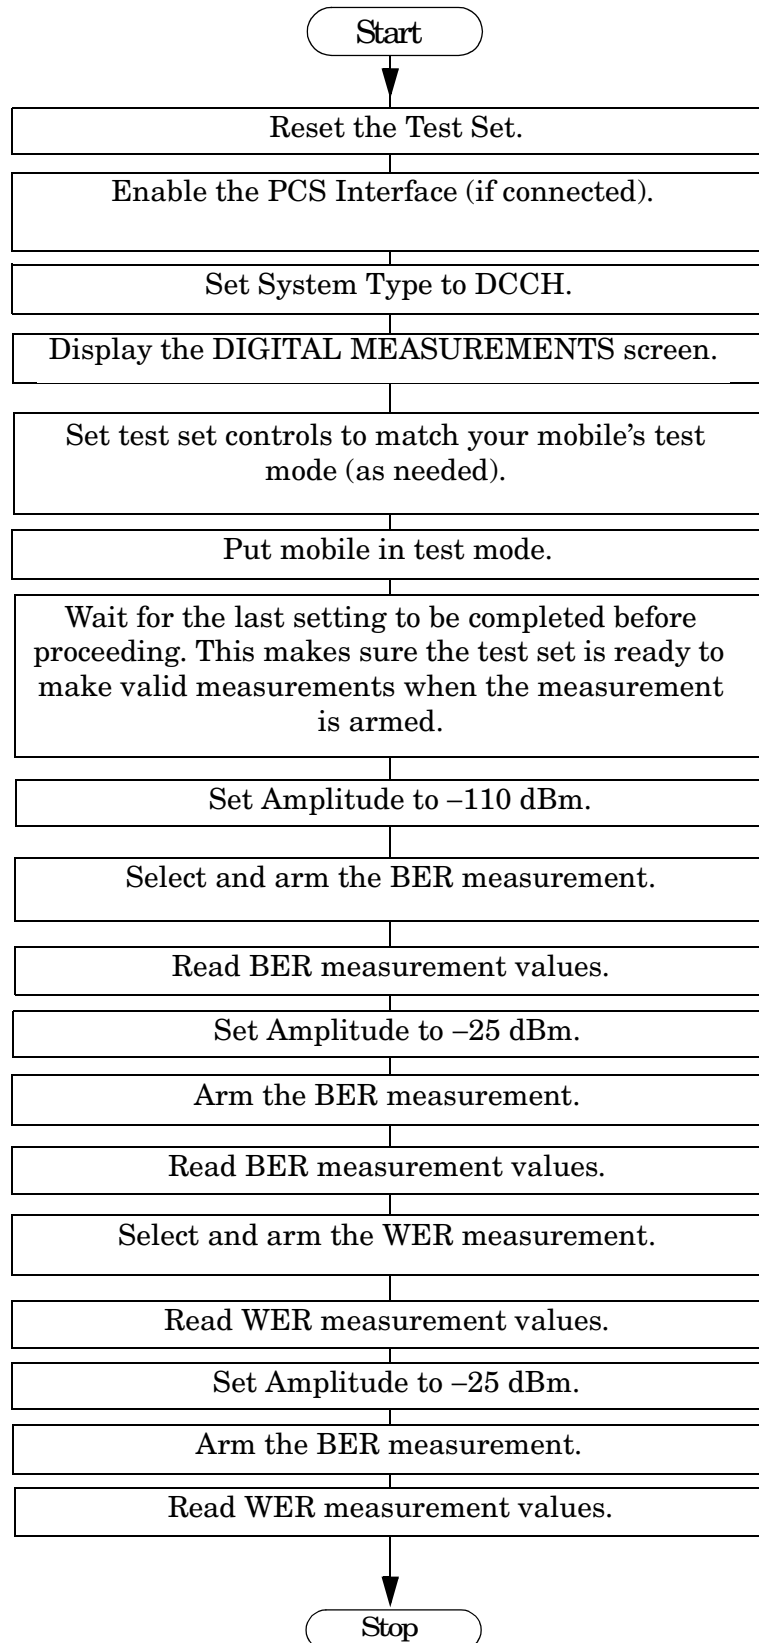 Start
Reset the Test Set.
Enable the PCS Interface (if connected).
Set System Type to DCCH.
Display the DIGITAL MEASUREMENTS screen.
Set test set controls to match your mobile’s test
mode (as needed).
Put mobile in test mode.
Wait for the last setting to be completed before
proceeding. This makes sure the test set is ready to
make valid measurements when the measurement
is armed.
Set Amplitude to –110 dBm.
Select and arm the BER measurement.
Read BER measurement values.
Set Amplitude to –25 dBm.
Arm the BER measurement.
Read BER measurement values.
Select and arm the WER measurement.
Read WER measurement values.
Set Amplitude to –25 dBm.
Arm the BER measurement.
Read WER measurement values.
Stop